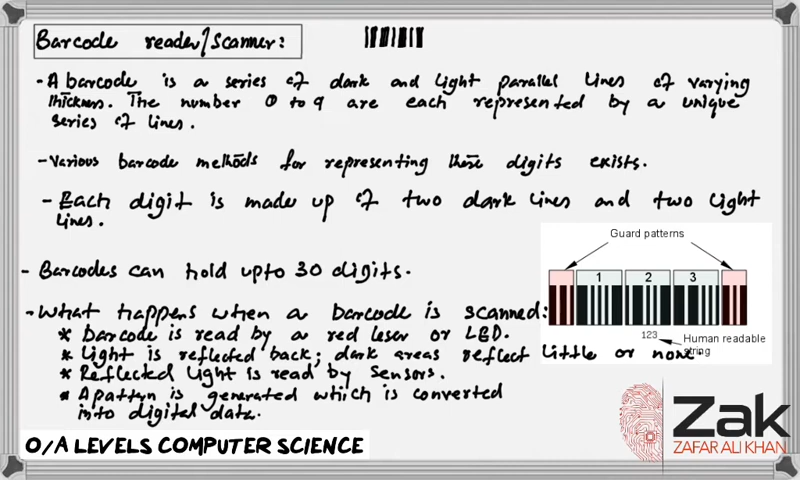 Barcode reader/scanner:
- A barcode is a series of dark and light parallel lines of varying
thickness. The number 0 to 9 are each represented by a unique
series of lines.
- Various barcode methods for representing these digits exists.
- Each digit is made up of two dark lines and two light
lines.
Guard patterns
1 2 3
123
Human readable
string
- Barcodes can hold upto 30 digits.
- What happens when a barcode is scanned:
* Barcode is read by a red laser or LED.
* Light is reflected back; dark areas reflect little or none.
* Reflected light is read by sensors.
* A pattern is generated which is converted
into digital data.
O/A LEVELS COMPUTER SCIENCE
Zak
ZAFAR ALI KHAN